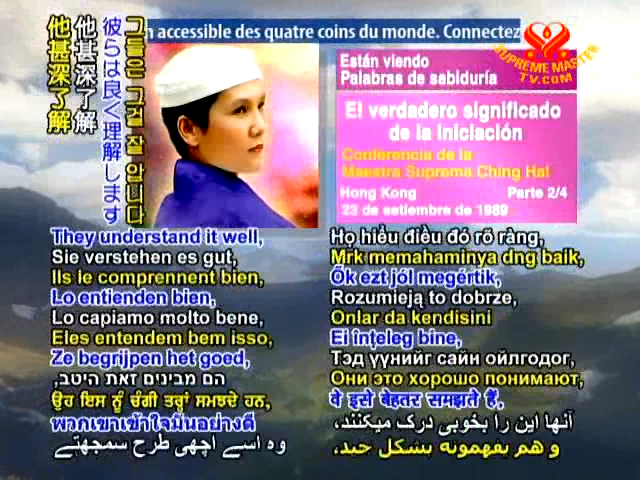 n accessible des quatre coins du monde. Connectez
SUPREME MASTER
TV.COM
他甚深了解
他甚深了解
彼らは良く理解します
그들은 그걸 잘 압니다
Están viendo
Palabras de sabiduría
El verdadero significado
de la iniciación
Conferencia de la
Maestra Suprema Ching Hai
Hong Kong
Parte 2/4
23 de setiembre de 1989
They understand it well,
Sie verstehen es gut,
Ils le comprennent bien,
Lo entienden bien,
Lo capiamo molto bene,
Eles entendem bem isso,
Ze begrijpen het goed,
הם מבינים זאת היטב,
ਉਹ ਇਸ ਨੂੰ ਚੰਗੀ ਤਰ੍ਹਾਂ ਸਮਝਦੇ ਹਨ,
พวกเขาเข้าใจมันอย่างดี
وہ اسے اچھی طرح سمجھتے
Họ hiểu điều đó rõ ràng,
Mrk memahaminya dng baik,
Ők ezt jól megértik,
Rozumieją to dobrze,
Onlar da kendisini
Ei înţeleg bine,
Тэд үүнийг сайн ойлгодог,
Они это хорошо понимают,
वे इसे बेहतर समझते हैं,
آنها این را بخوبی درک میکنند،
و هم يفهمونه بشكل جيد،